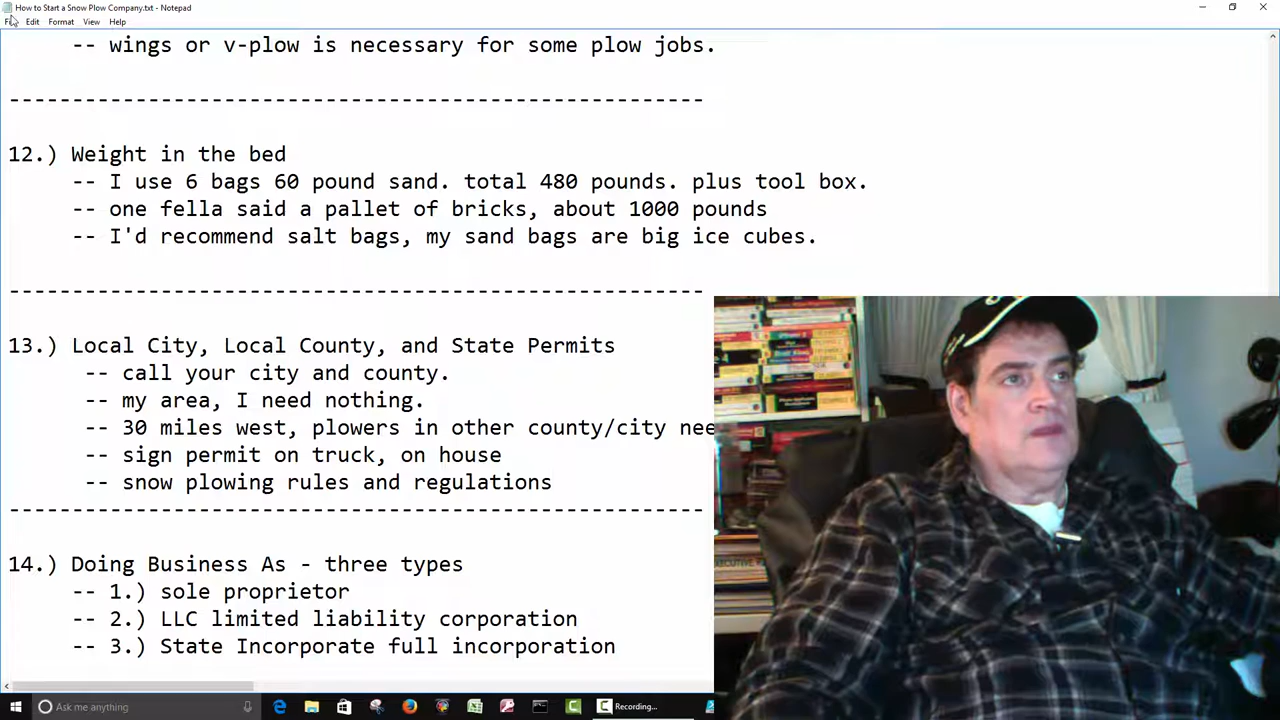 How to Start a Snow Plow Company.txt - Notepad
Edit Format View Help
-- wings or v-plow is necessary for some plow jobs.
-------------------------------------------------------
12.) Weight in the bed
-- I use 6 bags 60 pound sand. total 480 pounds. plus tool box.
-- one fella said a pallet of bricks, about 1000 pounds
-- I'd recommend salt bags, my sand bags are big ice cubes.
-------------------------------------------------------
13.) Local City, Local County, and State Permits
-- call your city and county.
-- my area, I need nothing.
-- 30 miles west, plowers in other county/city nee
-- sign permit on truck, on house
-- snow plowing rules and regulations
-------------------------------------------------------
14.) Doing Business As - three types
-- 1.) sole proprietor
-- 2.) LLC limited liability corporation
-- 3.) State Incorporate full incorporation
Ask me anything
Recording...